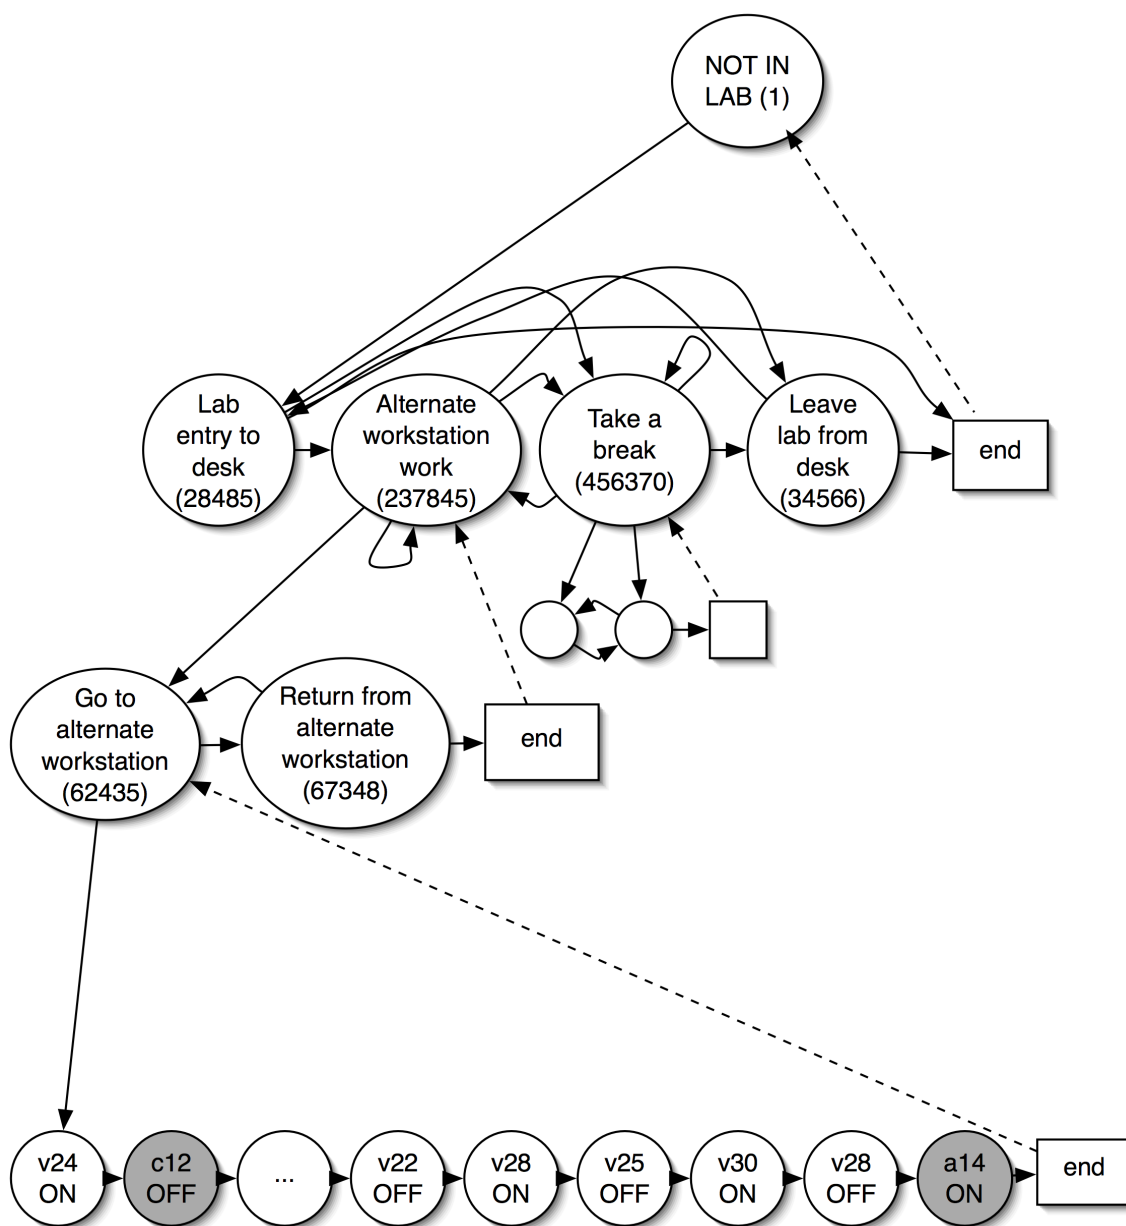 NOT IN
LAB (1)
Lab
entry to
desk
(28485)
Alternate
workstation
work
(237845)
Take a
break
(456370)
Leave
lab from
desk
(34566)
end
Go to
alternate
workstation
(62435)
Return from
alternate
workstation
(67348)
end
v24
ON
c12
OFF
...
v22
OFF
v28
ON
v25
OFF
v30
ON
v28
OFF
a14
ON
end